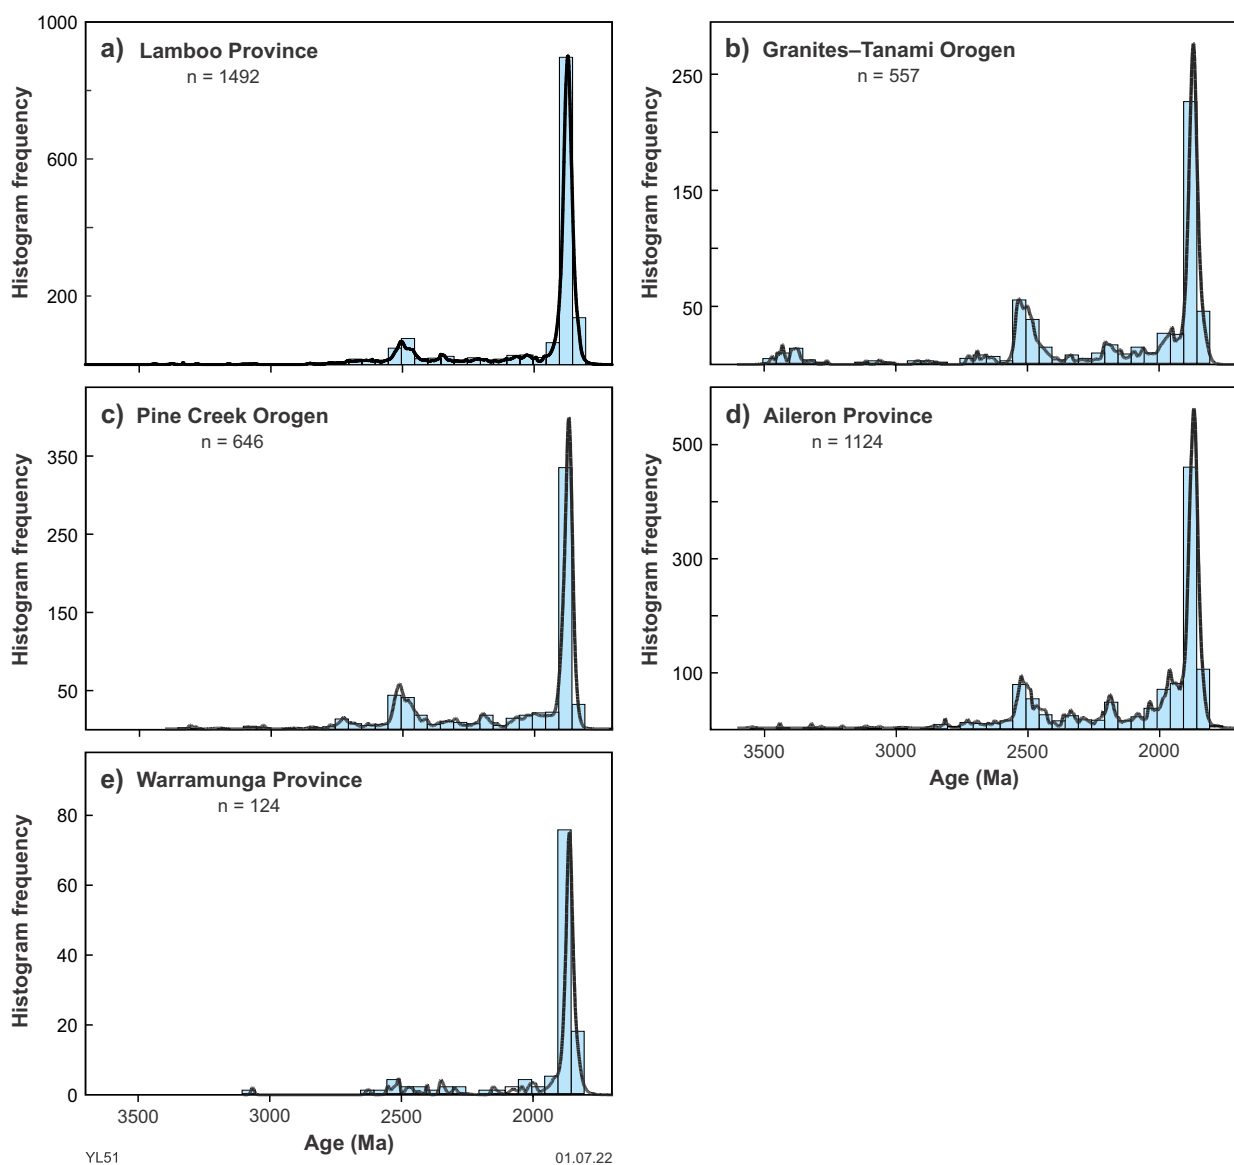 a) Lamboo Province
n = 1492
1000
600
200
Histogram frequency
3500
3000
2500
2000
b) Granites–Tanami Orogen
n = 557
250
150
50
Histogram frequency
c) Pine Creek Orogen
n = 646
350
250
150
50
Histogram frequency
d) Aileron Province
n = 1124
500
300
100
Histogram frequency
3500
3000
2500
2000
Age (Ma)
e) Warramunga Province
n = 124
80
60
40
20
0
Histogram frequency
Age (Ma)
YL51
01.07.22